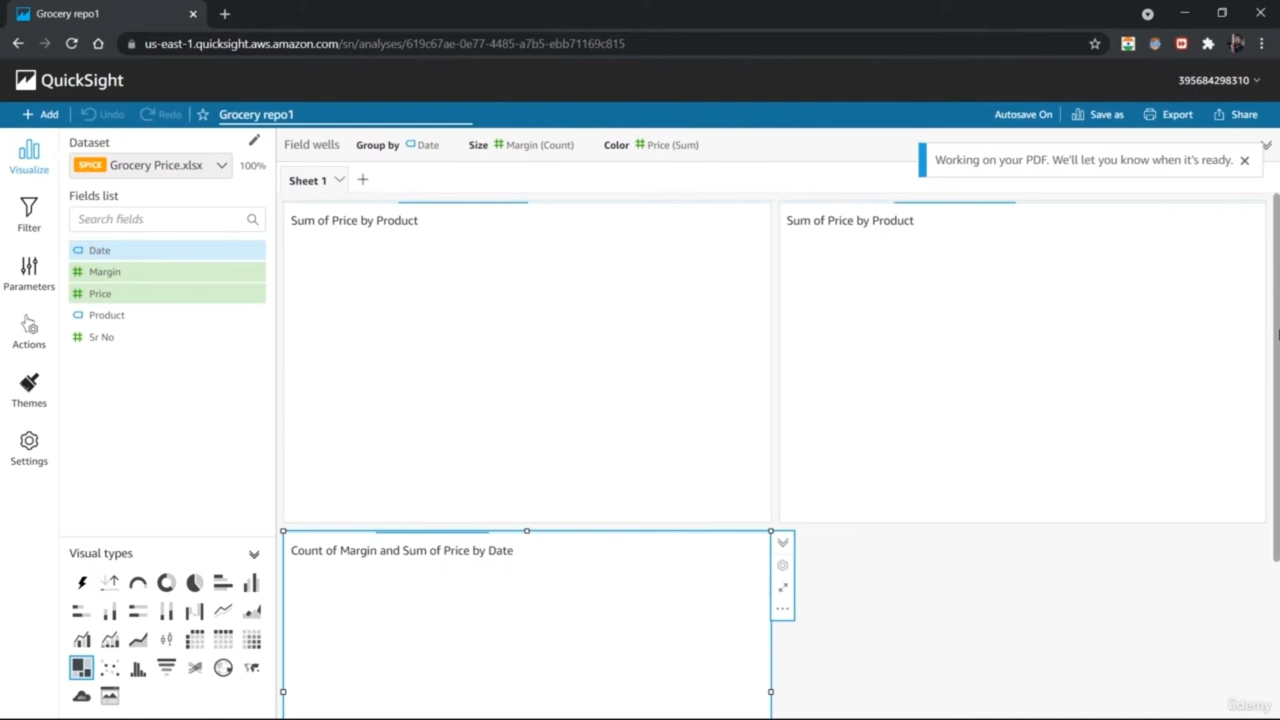 Grocery repo1
us-east-1.quicksight.aws.amazon.com/sn/analyses/619c67ae-0e77-4485-a7b5-ebb71169c815
QuickSight
395684298310
Add
Undo
Redo
Grocery repo1
Autosave On
Save as
Export
Share
Visualize
Filter
Parameters
Actions
Themes
Settings
Dataset
SPICE Grocery Price.xlsx 100%
Fields list
Search fields
Date
Margin
Price
Product
Sr No
Visual types
Field wells Group by Date Size Margin (Count) Color Price (Sum)
Working on your PDF. We'll let you know when it's ready.
Sheet 1
Sum of Price by Product
Sum of Price by Product
Count of Margin and Sum of Price by Date
ûdemy